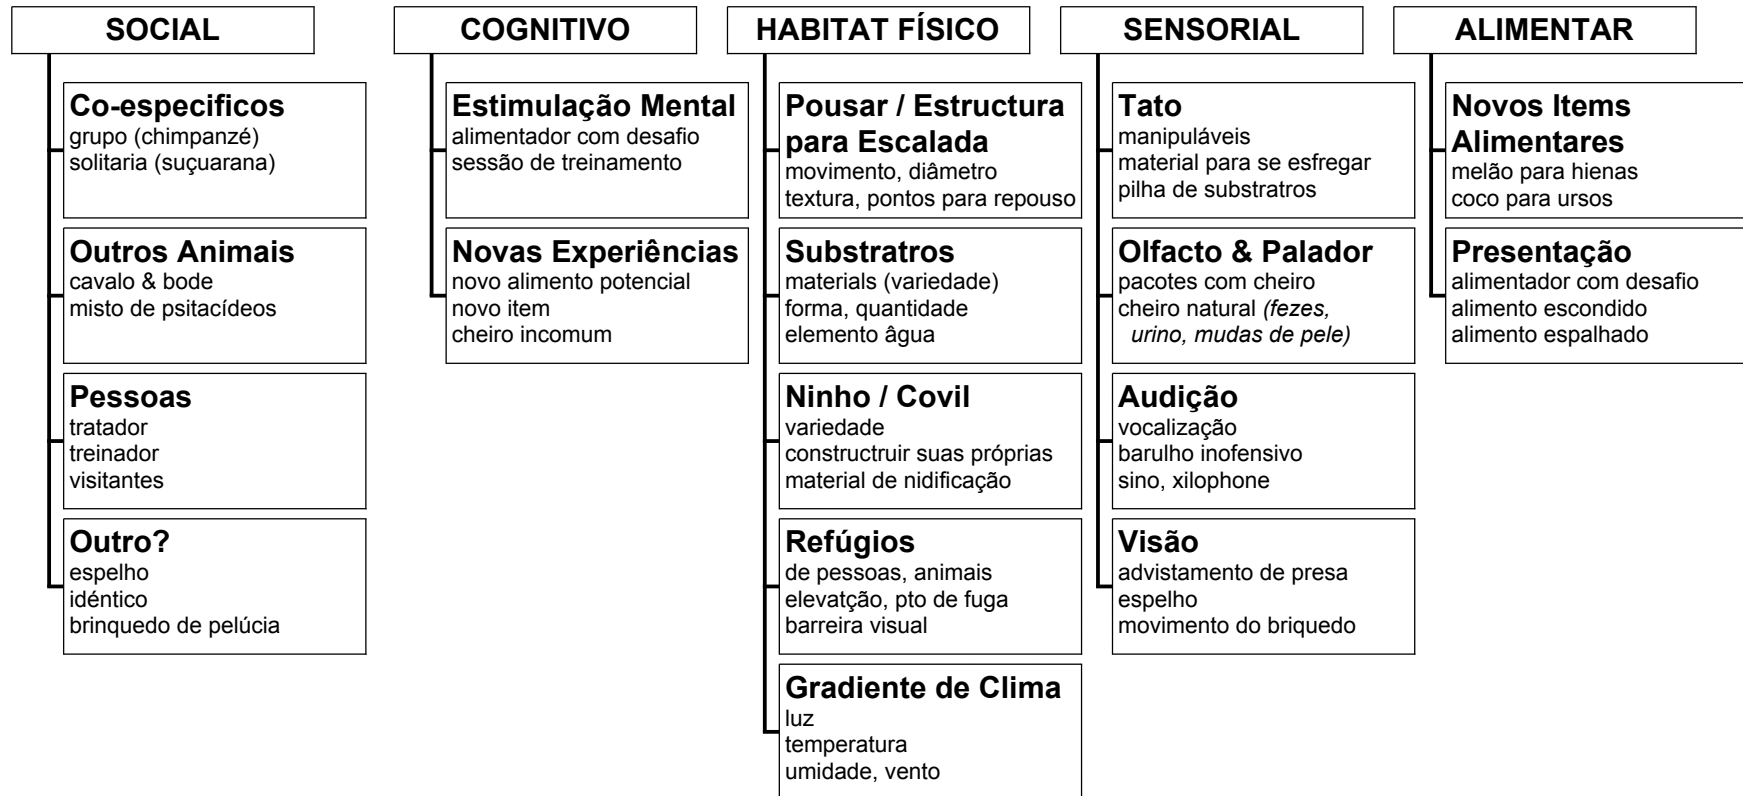 SOCIAL
Co-especificos
grupo (chimpanzé)
solitaria (suçuarana)
Outros Animais
cavalo & bode
misto de psitacídeos
Pessoas
tratador
treinador
visitantes
Outro?
espelho
idéntico
brinquedo de pelúcia
COGNITIVO
Estimulação Mental
alimentador com desafio
sessão de treinamento
Novas Experiências
novo alimento potencial
novo item
cheiro incomum
HABITAT FÍSICO
Pousar / Estructura
para Escalada
movimento, diâmetro
textura, pontos para repouso
Substratros
materials (variedade)
forma, quantidade
elemento âgua
Ninho / Covil
variedade
constructruir suas próprias
material de nidificação
Refúgios
de pessoas, animais
elevatção, pto de fuga
barreira visual
Gradiente de Clima
luz
temperatura
umidade, vento
SENSORIAL
Tato
manipuláveis
material para se esfregar
pilha de substratros
Olfacto & Palador
pacotes com cheiro
cheiro natural (fezes,
urino, mudas de pele)
Audição
vocalização
barulho inofensivo
sino, xilophone
Visão
advistamento de presa
espelho
movimento do briquedo
ALIMENTAR
Novos Items
Alimentares
melão para hienas
coco para ursos
Presentação
alimentador com desafio
alimento escondido
alimento espalhado